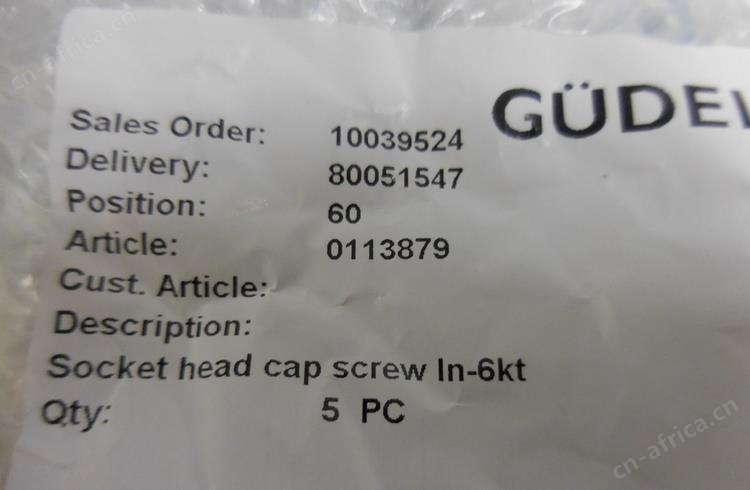 GÜDEL
Sales Order: 10039524
Delivery: 80051547
Position: 60
Article: 0113879
Cust. Article:
Description:
Socket head cap screw In-6kt
Qty: 5 PC
cn-africa.cn
cn-africa.cn